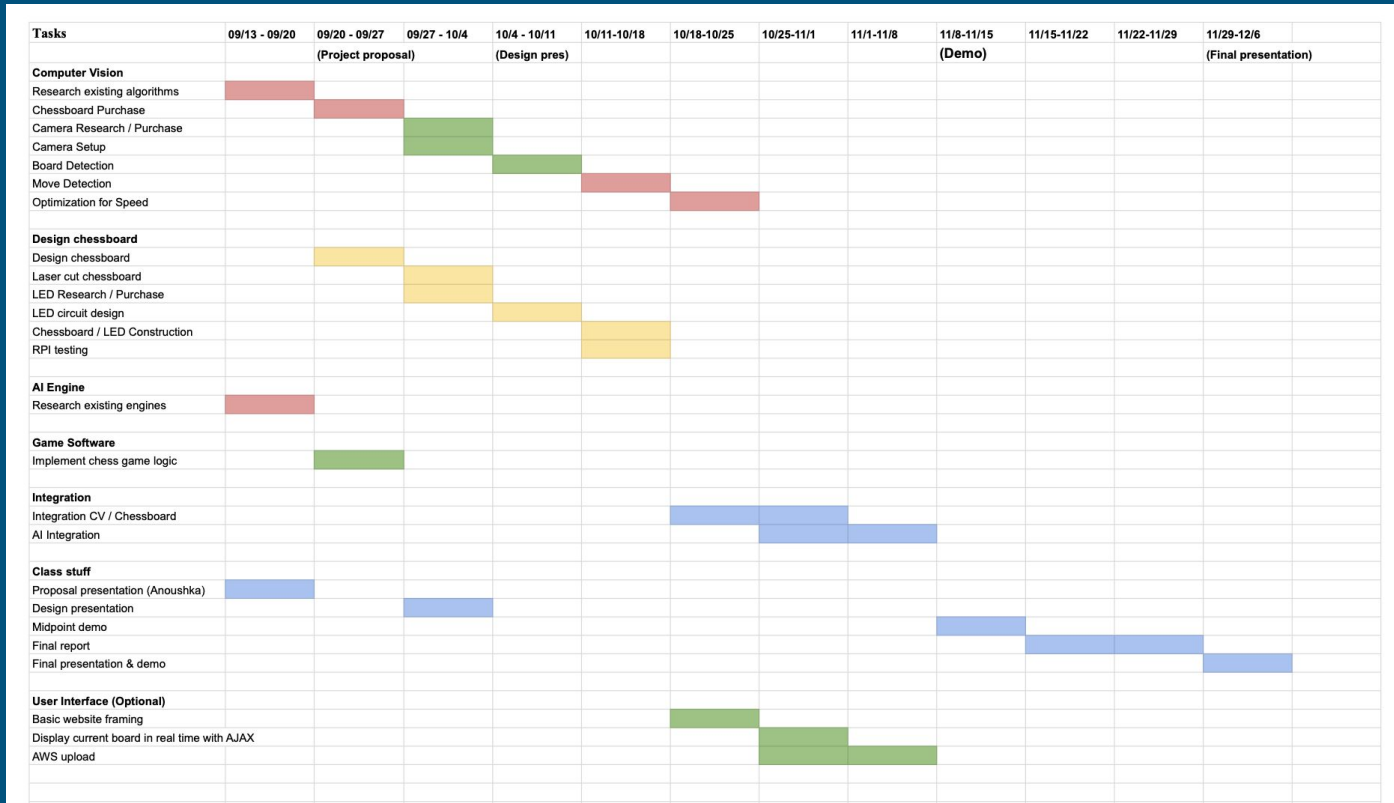 Tasks 09/13 - 09/20 09/20 - 09/27 09/27 - 10/4 10/4 - 10/11 10/11-10/18 10/18-10/25 10/25-11/1 11/1-11/8 11/8-11/15 11/15-11/22 11/22-11/29 11/29-12/6
(Project proposal) (Design pres) (Demo) (Final presentation)
Computer Vision
Research existing algorithms
Chessboard Purchase
Camera Research / Purchase
Camera Setup
Board Detection
Move Detection
Optimization for Speed
Design chessboard
Design chessboard
Laser cut chessboard
LED Research / Purchase
LED circuit design
Chessboard / LED Construction
RPI testing
AI Engine
Research existing engines
Game Software
Implement chess game logic
Integration
Integration CV / Chessboard
AI Integration
Class stuff
Proposal presentation (Anoushka)
Design presentation
Midpoint demo
Final report
Final presentation & demo
User Interface (Optional)
Basic website framing
Display current board in real time with AJAX
AWS upload